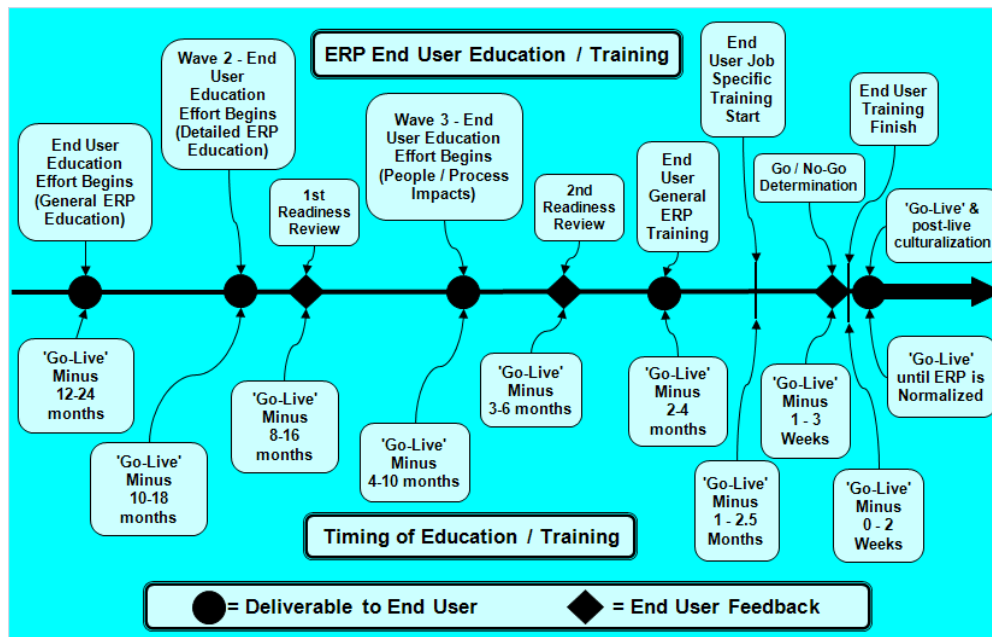 ERP End User Education / Training
End User
Education
Effort Begins
(General ERP
Education)
Wave 2 - End
User
Education
Effort Begins
(Detailed ERP
Education)
1st
Readiness
Review
Wave 3 - End
User Education
Effort Begins
(People / Process
Impacts)
2nd
Readiness
Review
End
User
General
ERP
Training
End
User Job
Specific
Training
Start
Go / No-Go
Determination
End User
Training
Finish
'Go-Live' &
post-live
culturalization
'Go-Live'
Minus
12-24
months
'Go-Live'
Minus
10-18
months
'Go-Live'
Minus
8-16
months
'Go-Live'
Minus
4-10 months
'Go-Live'
Minus
3-6 months
'Go-Live'
Minus
2-4
months
'Go-Live'
Minus
1 - 2.5
Months
'Go-Live'
Minus
1 - 3
Weeks
'Go-Live'
Minus
0 - 2
Weeks
'Go-Live'
until ERP is
Normalized
Timing of Education / Training
= Deliverable to End User
= End User Feedback